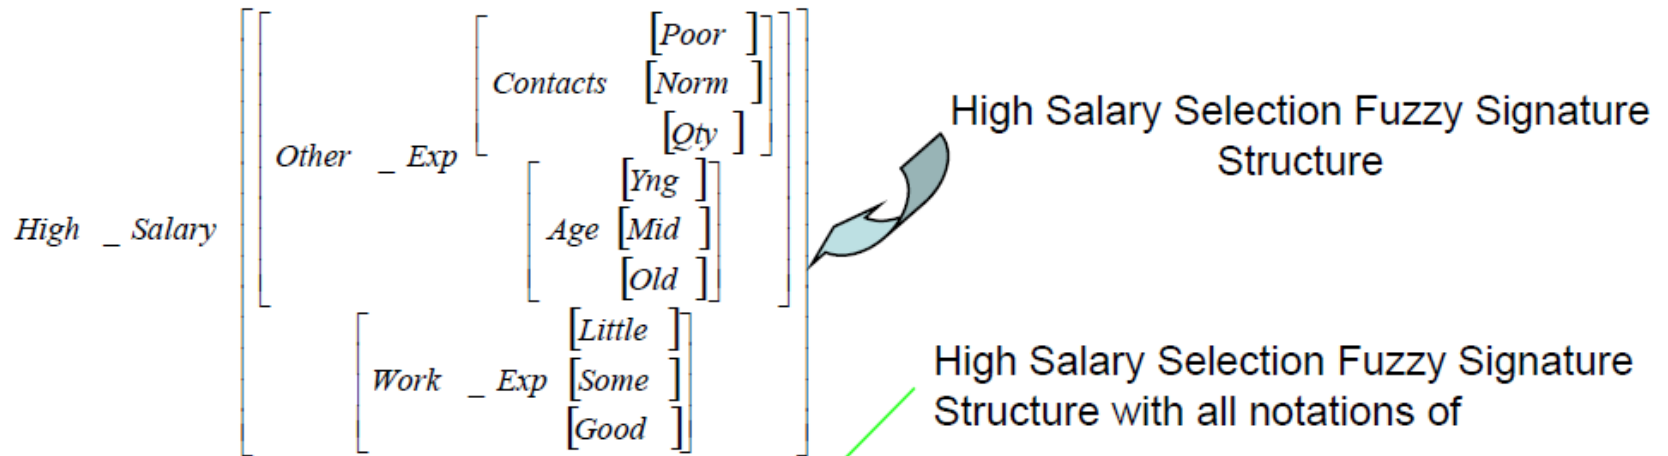 [Poor ]
Contacts [Norm ]
[Qty ]
Other _ Exp
[Yng ]
High _ Salary Age [Mid ]
[Old ]
[Little ]
Work _ Exp [Some ]
[Good ]
High Salary Selection Fuzzy Signature
Structure
High Salary Selection Fuzzy Signature
Structure with all notations of